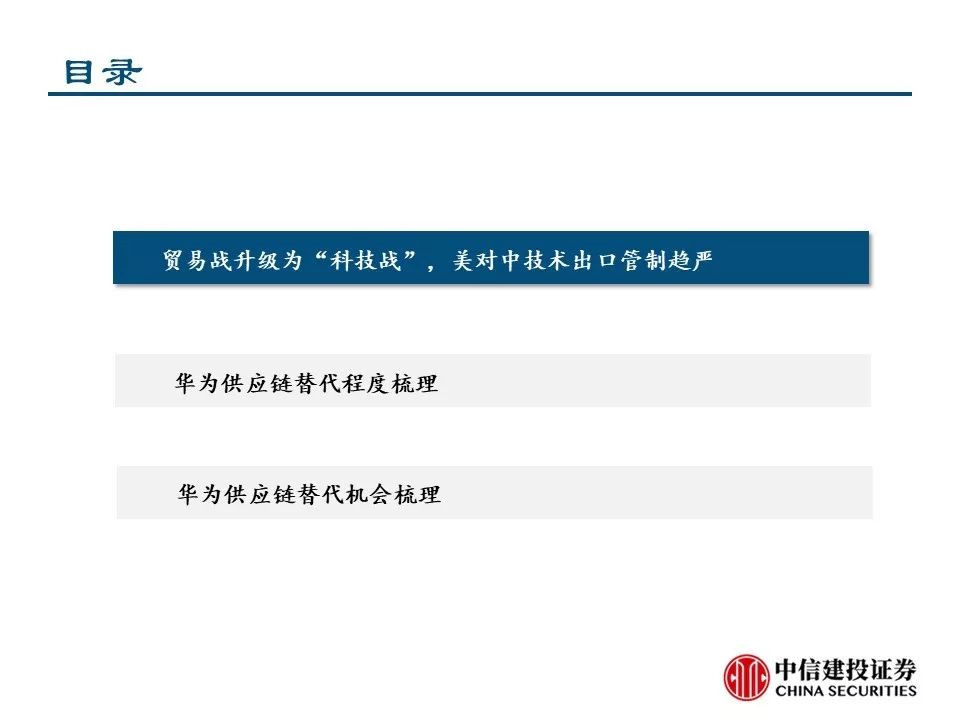 目录
贸易战升级为“科技战”，美对中技术出口管制趋严
华为供应链替代程度梳理
华为供应链替代机会梳理
中信建投证券
CHINA SECURITIES